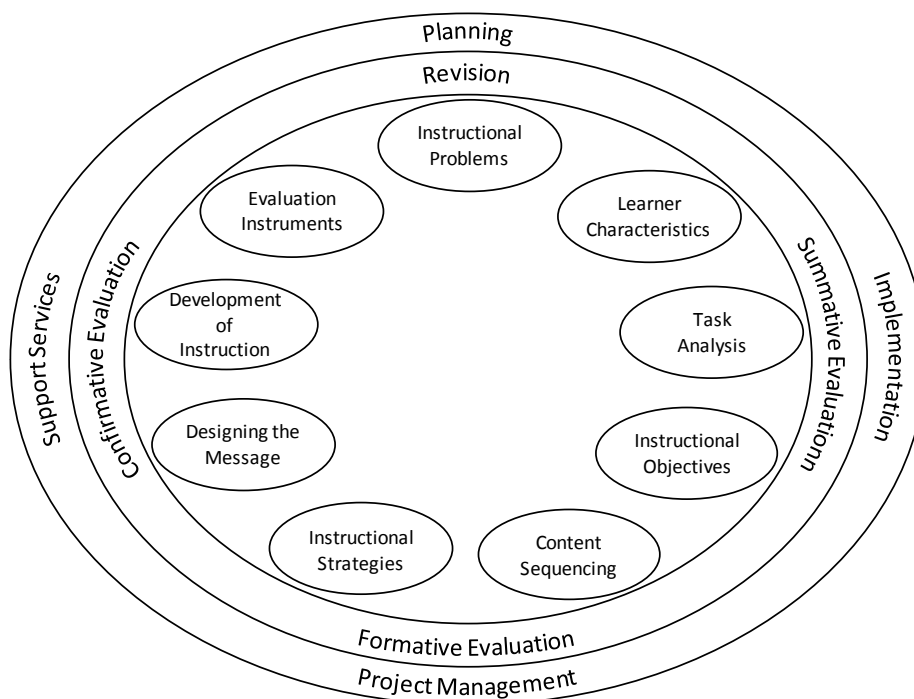 Planning
Revision
Instructional
Problems
Learner
Characteristics
Task
Analysis
Instructional
Objectives
Content
Sequencing
Instructional
Strategies
Designing the
Message
Development
of
Instruction
Evaluation
Instruments
Confirmative Evaluation
Summative Evaluationn
Formative Evaluation
Support Services
Implementation
Project Management